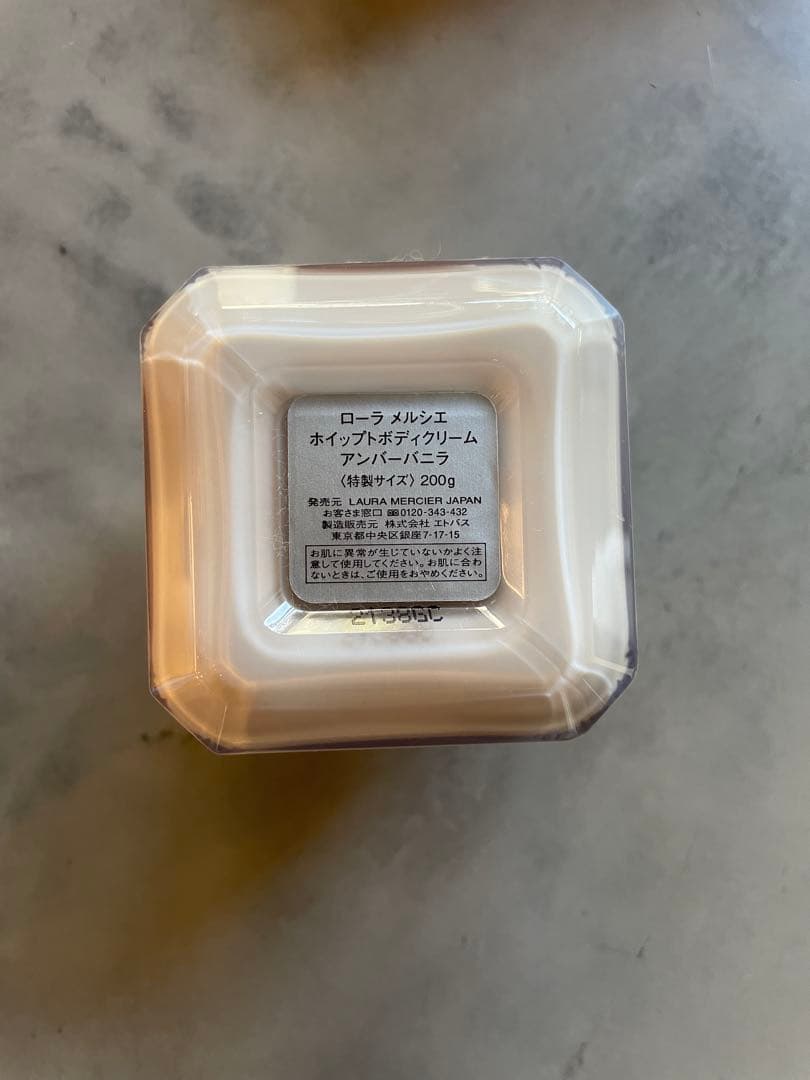 ローラ メルシエ
ホイップトボディクリーム
アンバーバニラ
〈特製サイズ〉200g
発売元 LAURA MERCIER JAPAN
お客さま窓口 0120-343-432
製造販売元 株式会社 エトバス
東京都中央区銀座7-17-15
お肌に異常が生じていないかよく注
意して使用してください。お肌に合わ
ないときは、ご使用をおやめください。